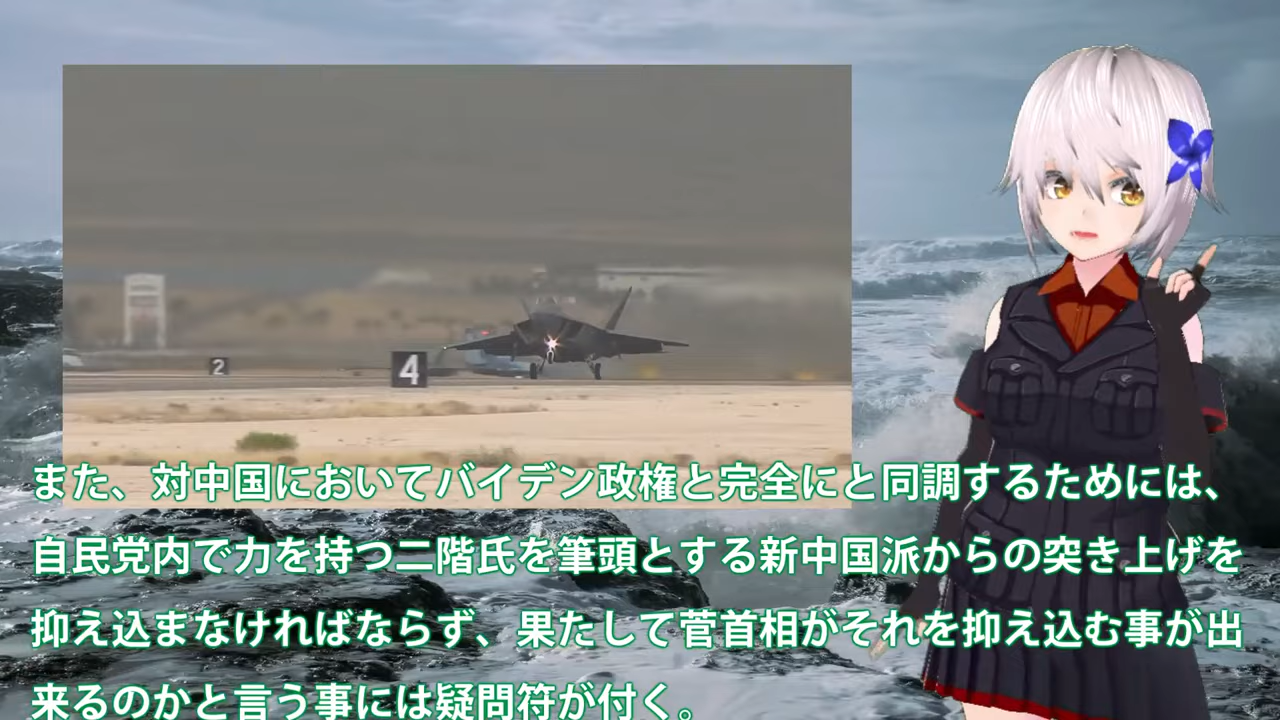 2
4
また、対中国においてバイデン政権と完全にと同調するためには、
自民党内で力を持つ二階氏を筆頭とする新中国派からの突き上げを
抑え込まなければならず、果たして菅首相がそれを抑え込む事が出
来るのかと言う事には疑問符が付く。